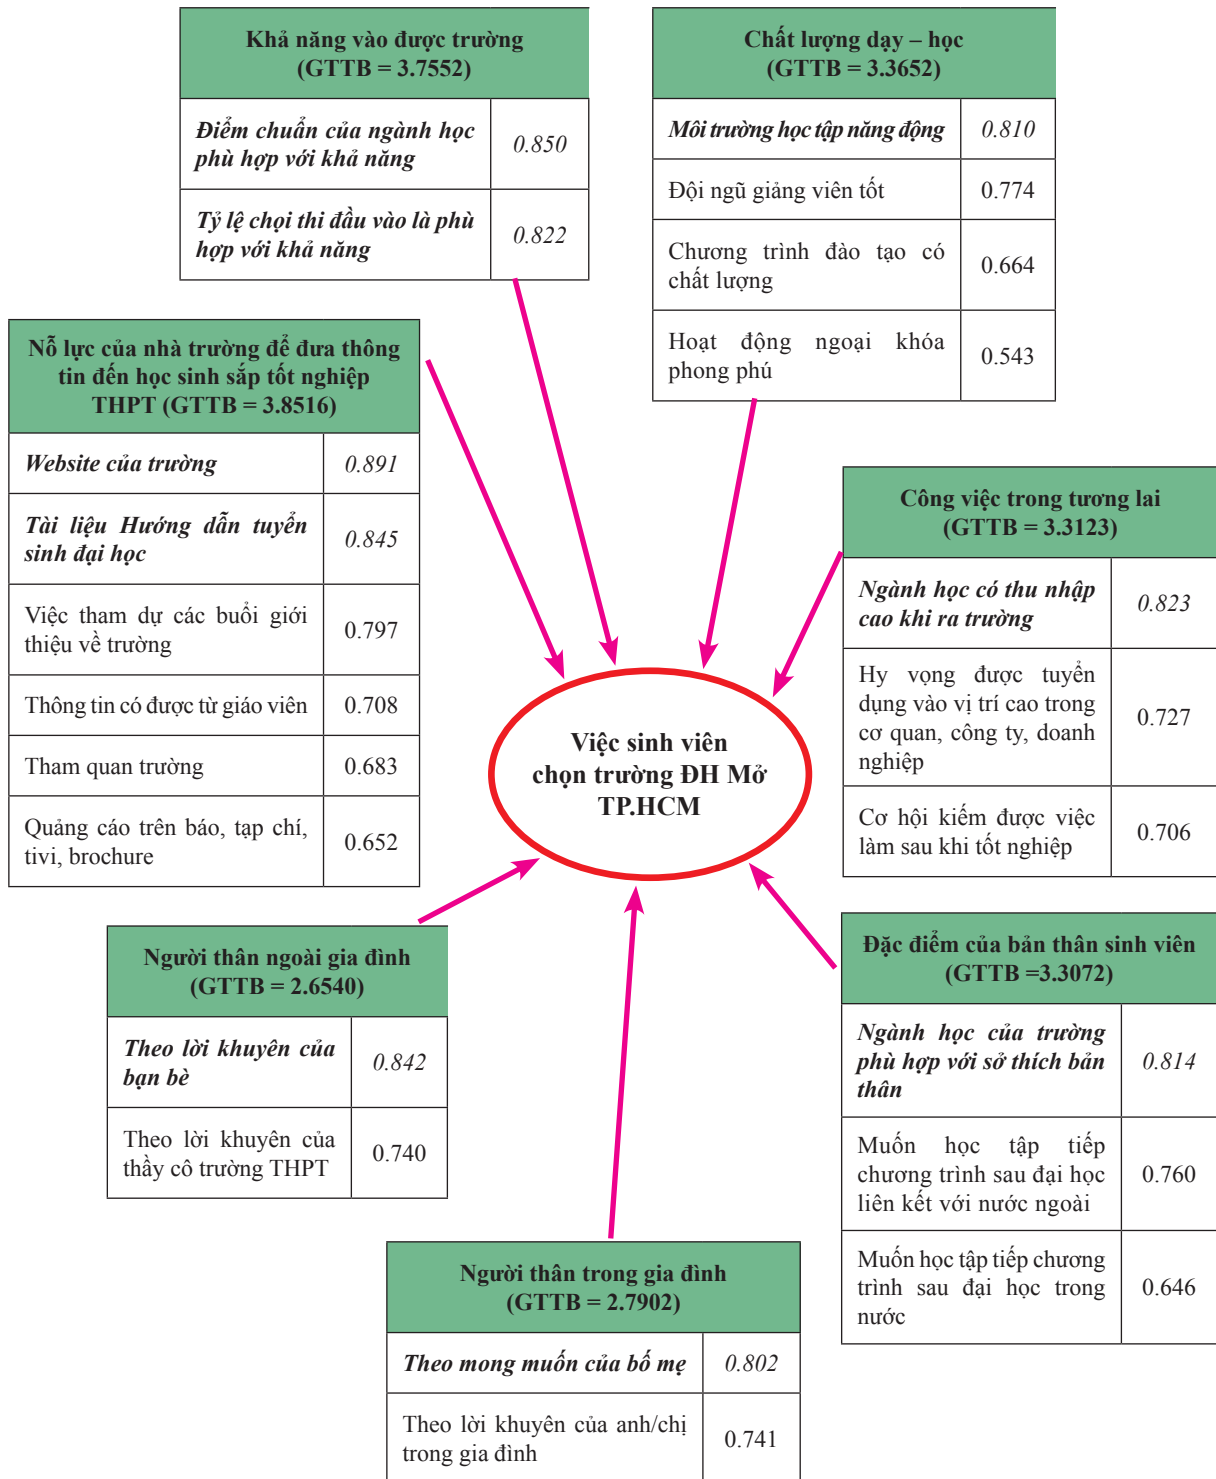 Khả năng vào được trường
(GTTB = 3.7552)
Điểm chuẩn của ngành học
phù hợp với khả năng
0.850
Tỷ lệ chọi thi đầu vào là phù
hợp với khả năng
0.822
Chất lượng dạy – học
(GTTB = 3.3652)
Môi trường học tập năng động
0.810
Đội ngũ giảng viên tốt
0.774
Chương trình đào tạo có
chất lượng
0.664
Hoạt động ngoại khóa
phong phú
0.543
Nỗ lực của nhà trường để đưa thông
tin đến học sinh sắp tốt nghiệp
THPT (GTTB = 3.8516)
Website của trường
0.891
Tài liệu Hướng dẫn tuyển
sinh đại học
0.845
Việc tham dự các buổi giới
thiệu về trường
0.797
Thông tin có được từ giáo viên
0.708
Tham quan trường
0.683
Quảng cáo trên báo, tạp chí,
tivi, brochure
0.652
Công việc trong tương lai
(GTTB = 3.3123)
Ngành học có thu nhập
cao khi ra trường
0.823
Hy vọng được tuyển
dụng vào vị trí cao trong
cơ quan, công ty, doanh
nghiệp
0.727
Cơ hội kiếm được việc
làm sau khi tốt nghiệp
0.706
Việc sinh viên
chọn trường ĐH Mở
TP.HCM
Người thân ngoài gia đình
(GTTB = 2.6540)
Theo lời khuyên của
bạn bè
0.842
Theo lời khuyên của
thầy cô trường THPT
0.740
Đặc điểm của bản thân sinh viên
(GTTB =3.3072)
Ngành học của trường
phù hợp với sở thích bản
thân
0.814
Muốn học tập tiếp
chương trình sau đại học
liên kết với nước ngoài
0.760
Muốn học tập tiếp chương
trình sau đại học trong
nước
0.646
Người thân trong gia đình
(GTTB = 2.7902)
Theo mong muốn của bố mẹ
0.802
Theo lời khuyên của anh/chị
trong gia đình
0.741